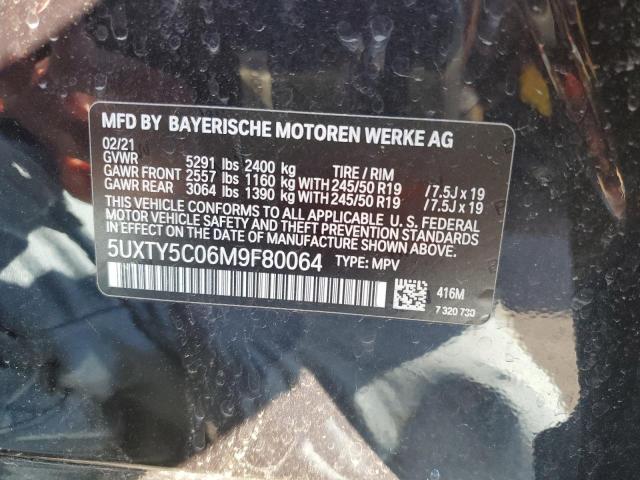 MFD BY BAYERISCHE MOTOREN WERKE AG
02/21
GVWR 5291 lbs 2400 kg TIRE / RIM
GAWR FRONT 2557 lbs 1160 kg WITH 245/50 R19 /7.5J x 19
GAWR REAR 3064 lbs 1390 kg WITH 245/50 R19 /7.5J x 19
THIS VEHICLE CONFORMS TO ALL APPLICABLE U. S. FEDERAL
MOTOR VEHICLE SAFETY AND THEFT PREVENTION STANDARDS IN
EFFECT ON THE DATE OF MANUFACTURE SHOWN ABOVE.
5UXTY5C06M9F80064 TYPE: MPV
416M
7 320 730